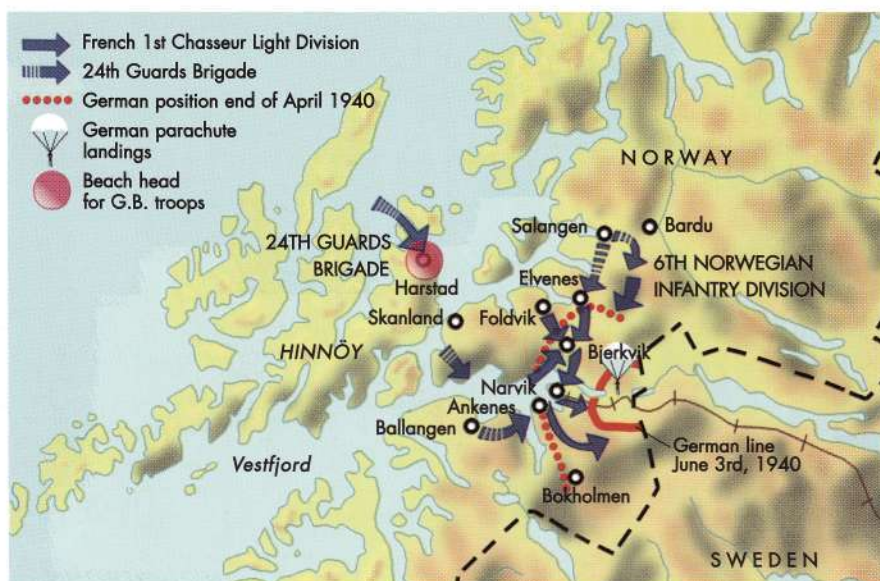 French 1st Chasseur Light Division
24th Guards Brigade
German position end of April 1940
German parachute
landings
Beach head
for G.B. troops
NORWAY
Salangen
Bardu
24TH GUARDS
BRIGADE
Harstad
6TH NORWEGIAN
INFANTRY DIVISION
Elvenes
Skanland
Foldvik
HINNÖY
Bjerkvik
Narvik
Ankenes
Ballangen
Vestfjord
German line
June 3rd, 1940
Bokholmen
SWEDEN